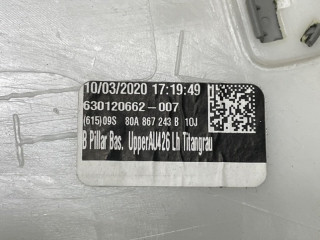 10/03/2020 17:19:49
630120662-007
(615)09S 80A 867 243 B 10J
B Pillar Bas. UpperAU426 Lh Titangrau